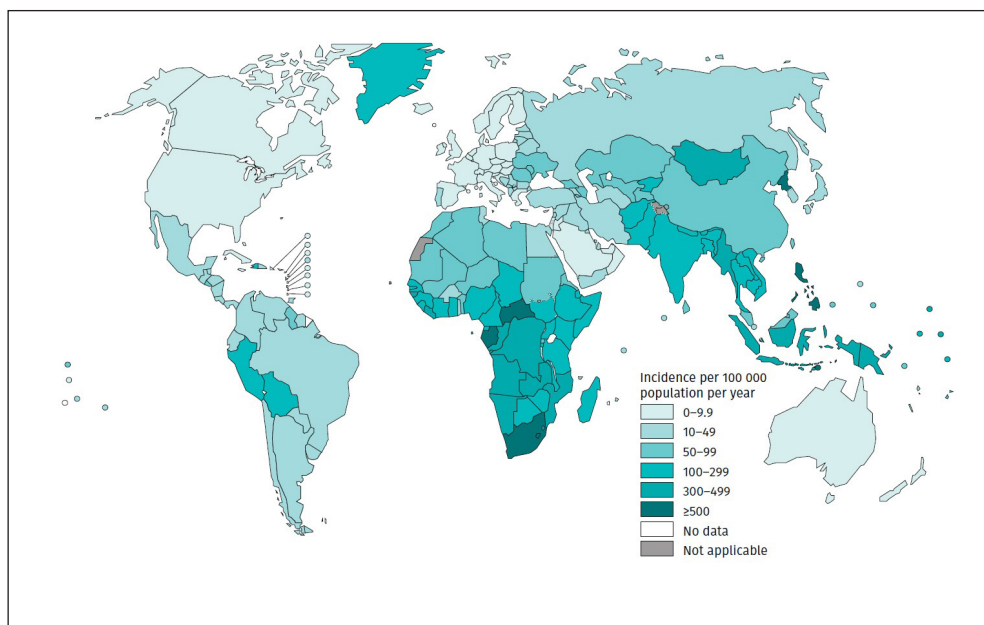 Incidence per 100 000
population per year
0–9.9
10–49
50–99
100–299
300–499
≥500
No data
Not applicable